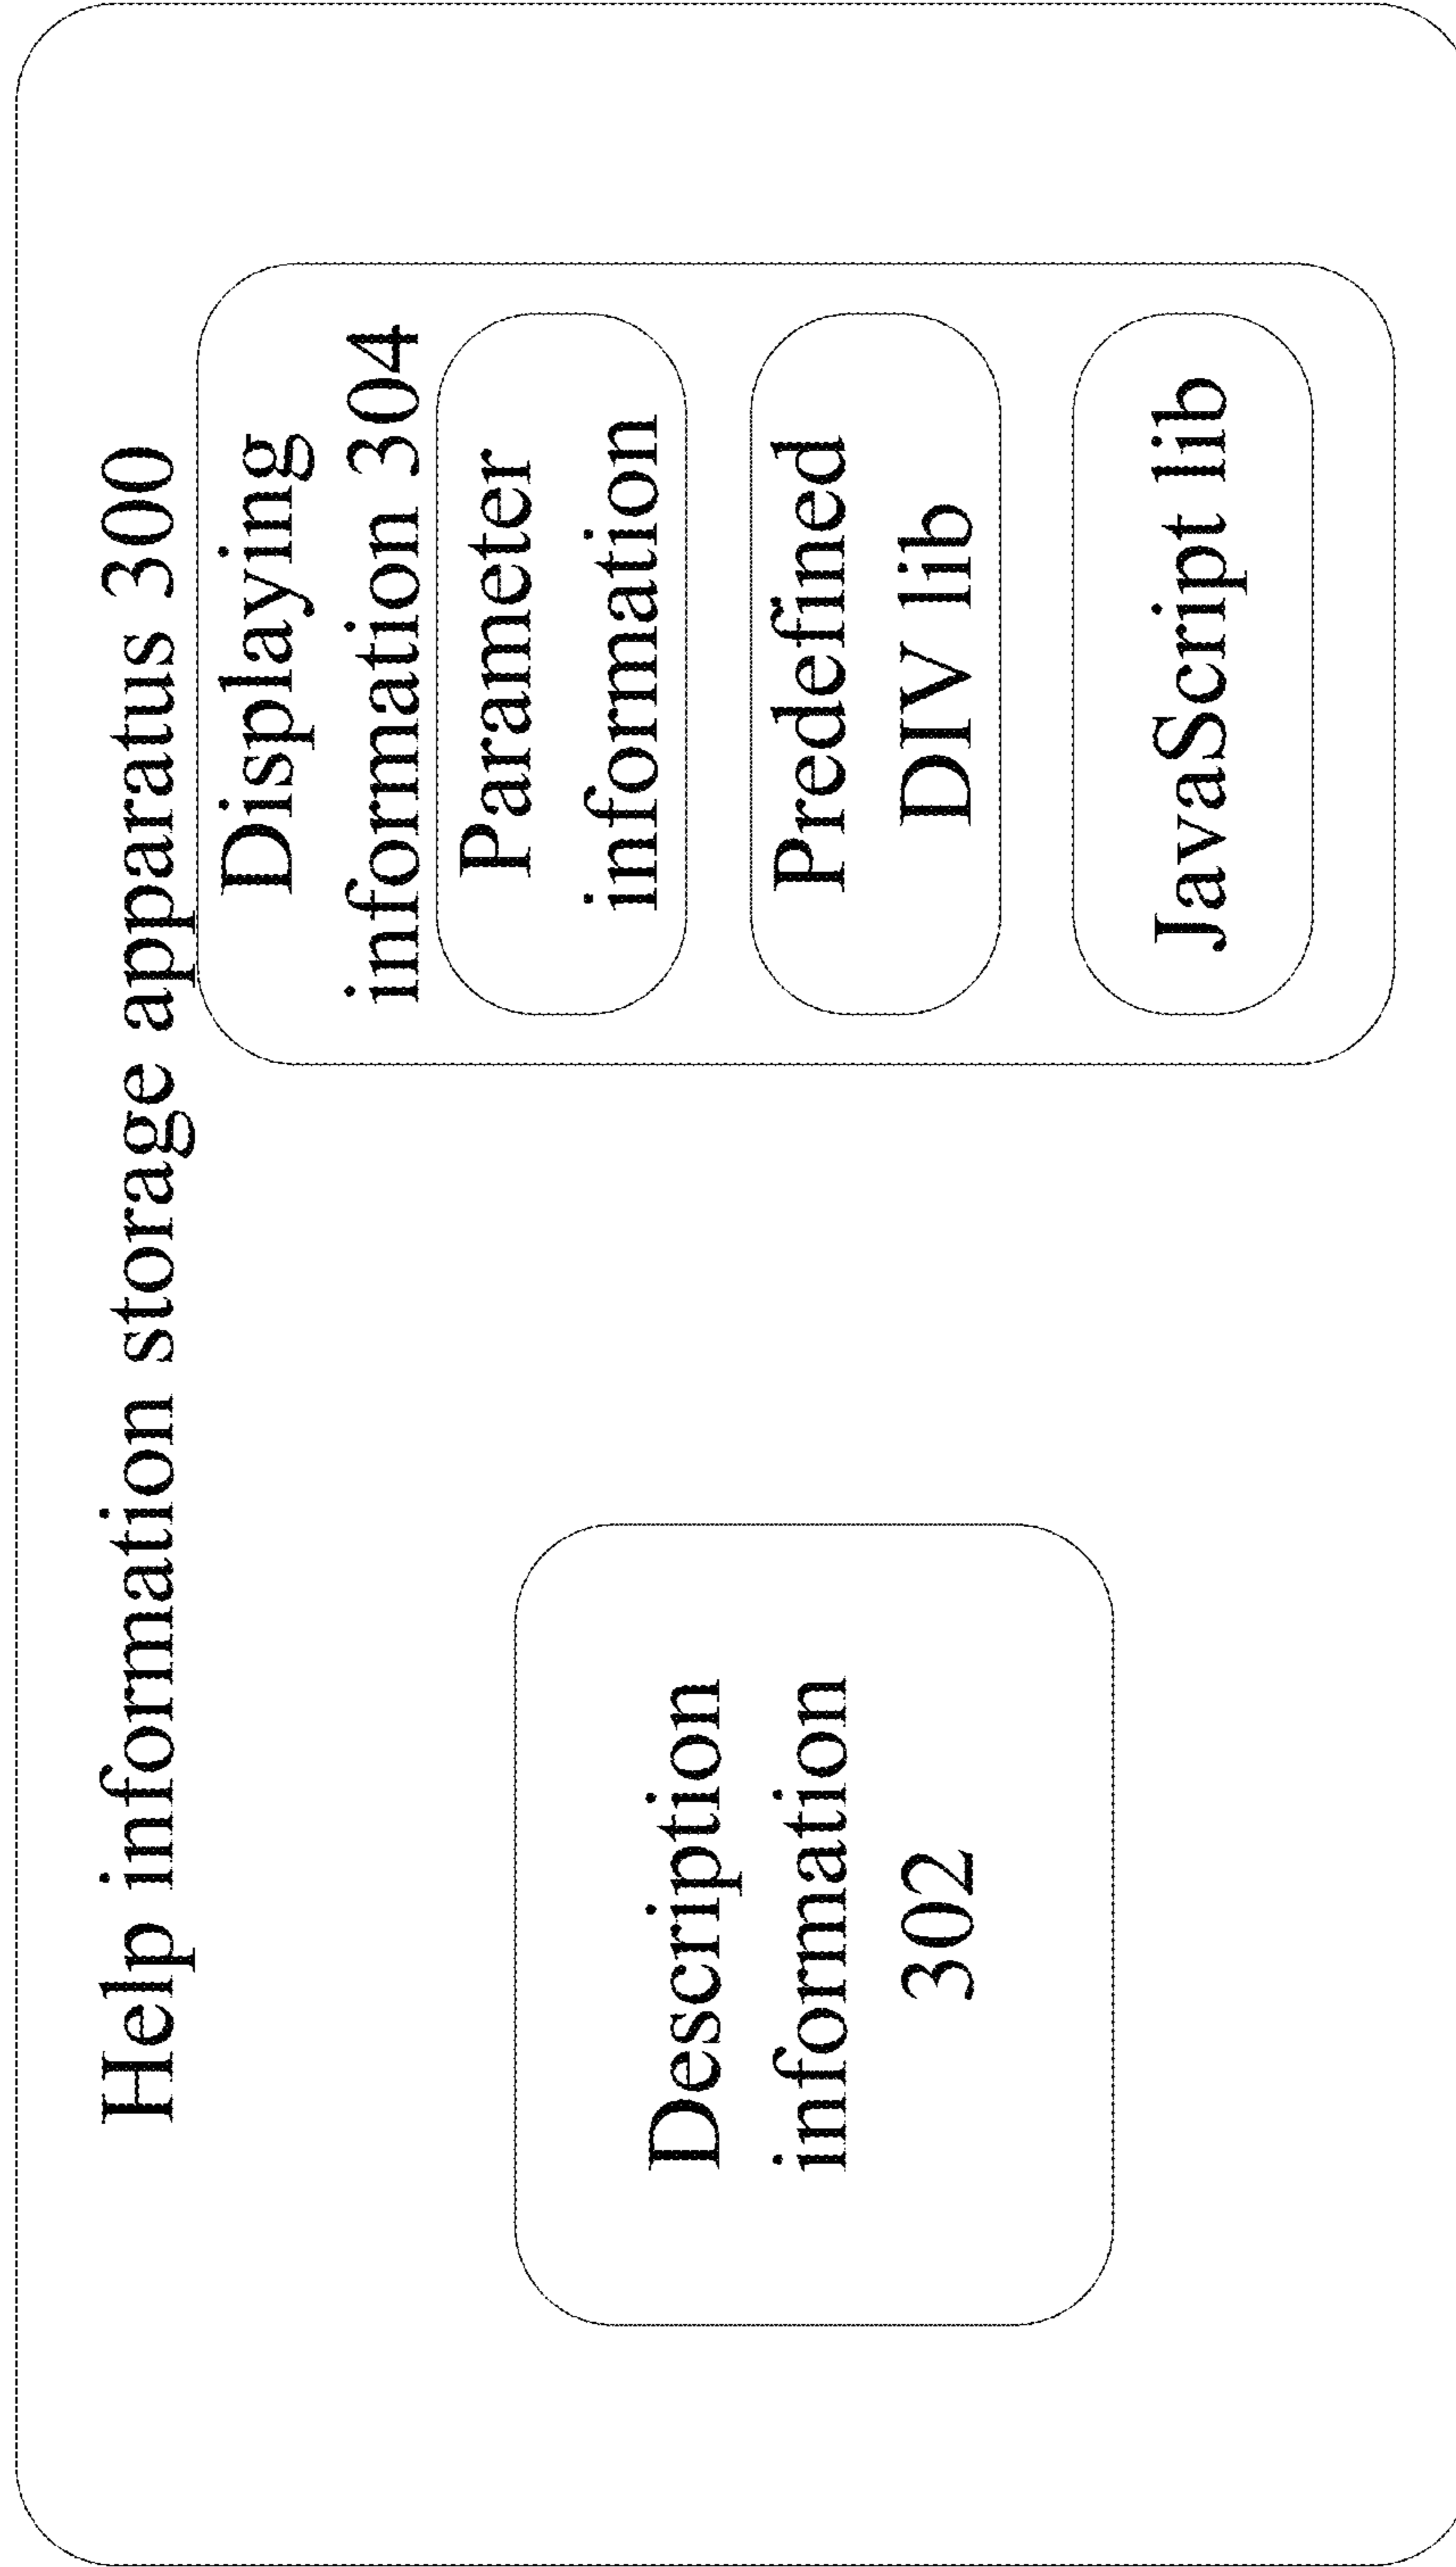 Help information storage apparatus 300
Description
information
302
Displaying
information 304
Parameter
information
Predefined
DIV lib
JavaScript lib